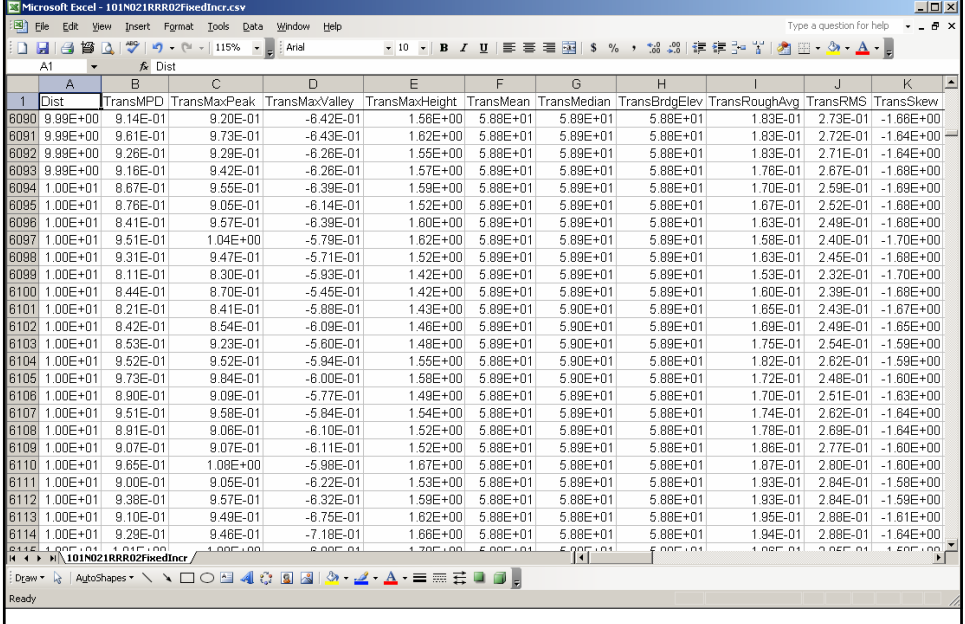 Microsoft Excel - 101N021RRR02FixedIncr.csv
File Edit View Insert Format Tools Data Window Help Type a question for help
115% Arial 10 B I U $ % ,
A1 fx Dist
A B C D E F G H I J K
1 Dist TransMPD TransMaxPeak TransMaxValley TransMaxHeight TransMean TransMedian TransBrdgElev TransRoughAvg TransRMS TransSkew
6090 9.99E+00 9.14E-01 9.20E-01 -6.42E-01 1.56E+00 5.88E+01 5.89E+01 5.88E+01 1.83E-01 2.73E-01 -1.66E+00
6091 9.99E+00 9.61E-01 9.73E-01 -6.43E-01 1.62E+00 5.88E+01 5.89E+01 5.88E+01 1.83E-01 2.72E-01 -1.64E+00
6092 9.99E+00 9.26E-01 9.29E-01 -6.26E-01 1.55E+00 5.88E+01 5.89E+01 5.88E+01 1.83E-01 2.71E-01 -1.64E+00
6093 9.99E+00 9.16E-01 9.42E-01 -6.26E-01 1.57E+00 5.89E+01 5.89E+01 5.88E+01 1.76E-01 2.67E-01 -1.68E+00
6094 1.00E+01 8.67E-01 9.55E-01 -6.39E-01 1.59E+00 5.88E+01 5.89E+01 5.88E+01 1.70E-01 2.59E-01 -1.69E+00
6095 1.00E+01 8.76E-01 9.05E-01 -6.14E-01 1.52E+00 5.89E+01 5.89E+01 5.88E+01 1.67E-01 2.52E-01 -1.68E+00
6096 1.00E+01 8.41E-01 9.57E-01 -6.39E-01 1.60E+00 5.89E+01 5.89E+01 5.88E+01 1.63E-01 2.49E-01 -1.68E+00
6097 1.00E+01 9.51E-01 1.04E+00 -5.79E-01 1.62E+00 5.89E+01 5.89E+01 5.89E+01 1.58E-01 2.40E-01 -1.70E+00
6098 1.00E+01 9.31E-01 9.47E-01 -5.71E-01 1.52E+00 5.89E+01 5.89E+01 5.88E+01 1.63E-01 2.45E-01 -1.68E+00
6099 1.00E+01 8.11E-01 8.30E-01 -5.93E-01 1.42E+00 5.89E+01 5.89E+01 5.89E+01 1.53E-01 2.32E-01 -1.70E+00
6100 1.00E+01 8.44E-01 8.70E-01 -5.45E-01 1.42E+00 5.89E+01 5.89E+01 5.89E+01 1.60E-01 2.39E-01 -1.68E+00
6101 1.00E+01 8.21E-01 8.41E-01 -5.88E-01 1.43E+00 5.89E+01 5.90E+01 5.89E+01 1.65E-01 2.43E-01 -1.67E+00
6102 1.00E+01 8.42E-01 8.54E-01 -6.09E-01 1.46E+00 5.89E+01 5.90E+01 5.89E+01 1.69E-01 2.49E-01 -1.65E+00
6103 1.00E+01 8.53E-01 9.23E-01 -5.60E-01 1.48E+00 5.89E+01 5.90E+01 5.89E+01 1.75E-01 2.54E-01 -1.59E+00
6104 1.00E+01 9.52E-01 9.52E-01 -5.94E-01 1.55E+00 5.88E+01 5.90E+01 5.88E+01 1.82E-01 2.62E-01 -1.59E+00
6105 1.00E+01 9.73E-01 9.84E-01 -6.00E-01 1.58E+00 5.89E+01 5.90E+01 5.88E+01 1.72E-01 2.48E-01 -1.60E+00
6106 1.00E+01 8.90E-01 9.09E-01 -5.77E-01 1.49E+00 5.88E+01 5.89E+01 5.88E+01 1.70E-01 2.51E-01 -1.63E+00
6107 1.00E+01 9.51E-01 9.58E-01 -5.84E-01 1.54E+00 5.88E+01 5.89E+01 5.88E+01 1.74E-01 2.62E-01 -1.64E+00
6108 1.00E+01 8.91E-01 9.06E-01 -6.10E-01 1.52E+00 5.88E+01 5.89E+01 5.88E+01 1.78E-01 2.69E-01 -1.64E+00
6109 1.00E+01 9.07E-01 9.07E-01 -6.11E-01 1.52E+00 5.88E+01 5.89E+01 5.88E+01 1.86E-01 2.77E-01 -1.60E+00
6110 1.00E+01 9.65E-01 1.08E+00 -5.98E-01 1.67E+00 5.88E+01 5.88E+01 5.88E+01 1.87E-01 2.80E-01 -1.60E+00
6111 1.00E+01 9.00E-01 9.05E-01 -6.22E-01 1.53E+00 5.88E+01 5.88E+01 5.88E+01 1.93E-01 2.84E-01 -1.58E+00
6112 1.00E+01 9.38E-01 9.57E-01 -6.32E-01 1.59E+00 5.88E+01 5.88E+01 5.88E+01 1.93E-01 2.84E-01 -1.59E+00
6113 1.00E+01 9.10E-01 9.49E-01 -6.75E-01 1.62E+00 5.88E+01 5.88E+01 5.88E+01 1.95E-01 2.88E-01 -1.61E+00
6114 1.00E+01 9.29E-01 9.46E-01 -7.18E-01 1.66E+00 5.88E+01 5.88E+01 5.88E+01 1.94E-01 2.88E-01 -1.64E+00
101N021RRR02FixedIncr
Draw AutoShapes
Ready